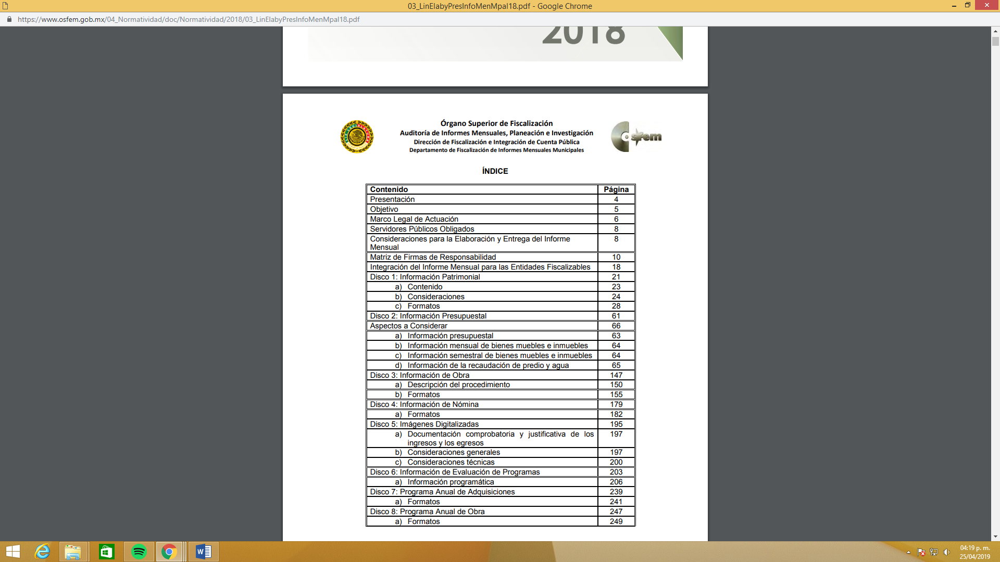 03_LinElabyPresInfoMenMpal18.pdf - Google Chrome
https://www.osfem.gob.mx/04_Normatividad/doc/Normatividad/2018/03_LinElabyPresInfoMenMpal18.pdf
2018
Órgano Superior de Fiscalización
Auditoría de Informes Mensuales, Planeación e Investigación
Dirección de Fiscalización e Integración de Cuenta Pública
Departamento de Fiscalización de Informes Mensuales Municipales
osfem
ÍNDICE
Contenido Página
Presentación 4
Objetivo 5
Marco Legal de Actuación 6
Servidores Públicos Obligados 8
Consideraciones para la Elaboración y Entrega del Informe 8
Mensual
Matriz de Firmas de Responsabilidad 10
Integración del Informe Mensual para las Entidades Fiscalizables 18
Disco 1: Información Patrimonial 21
a) Contenido 23
b) Consideraciones 24
c) Formatos 28
Disco 2: Información Presupuestal 61
Aspectos a Considerar 66
a) Información presupuestal 63
b) Información mensual de bienes muebles e inmuebles 64
c) Información semestral de bienes muebles e inmuebles 64
d) Información de la recaudación de predio y agua 65
Disco 3: Información de Obra 147
a) Descripción del procedimiento 150
b) Formatos 155
Disco 4: Información de Nómina 179
a) Formatos 182
Disco 5: Imágenes Digitalizadas 195
a) Documentación comprobatoria y justificativa de los 197
ingresos y los egresos
b) Consideraciones generales 197
c) Consideraciones técnicas 200
Disco 6: Información de Evaluación de Programas 203
a) Información programática 206
Disco 7: Programa Anual de Adquisiciones 239
a) Formatos 241
Disco 8: Programa Anual de Obra 247
a) Formatos 249
04:19 p. m.
25/04/2019